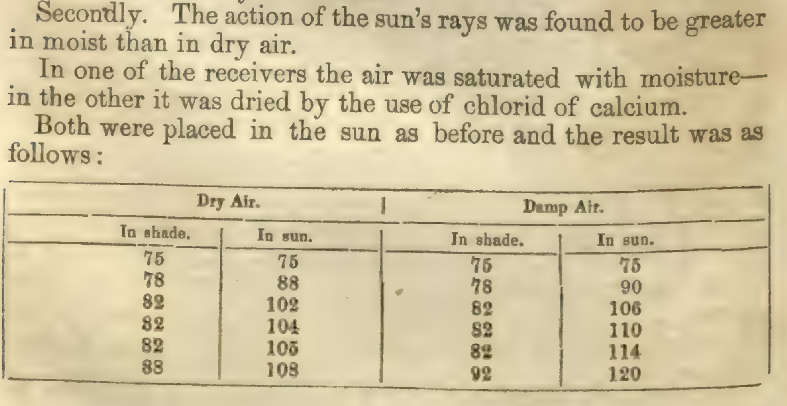 Secondly. The action of the sun's rays was found to be greater
in moist than in dry air.
In one of the receivers the air was saturated with moisture—
in the other it was dried by the use of chlorid of calcium.
Both were placed in the sun as before and the result was as
follows:
Dry Air. Damp Air.
In shade. In sun. In shade. In sun.
75 75 75 75
78 88 78 90
82 102 82 106
82 104 82 110
82 105 82 114
88 108 92 120